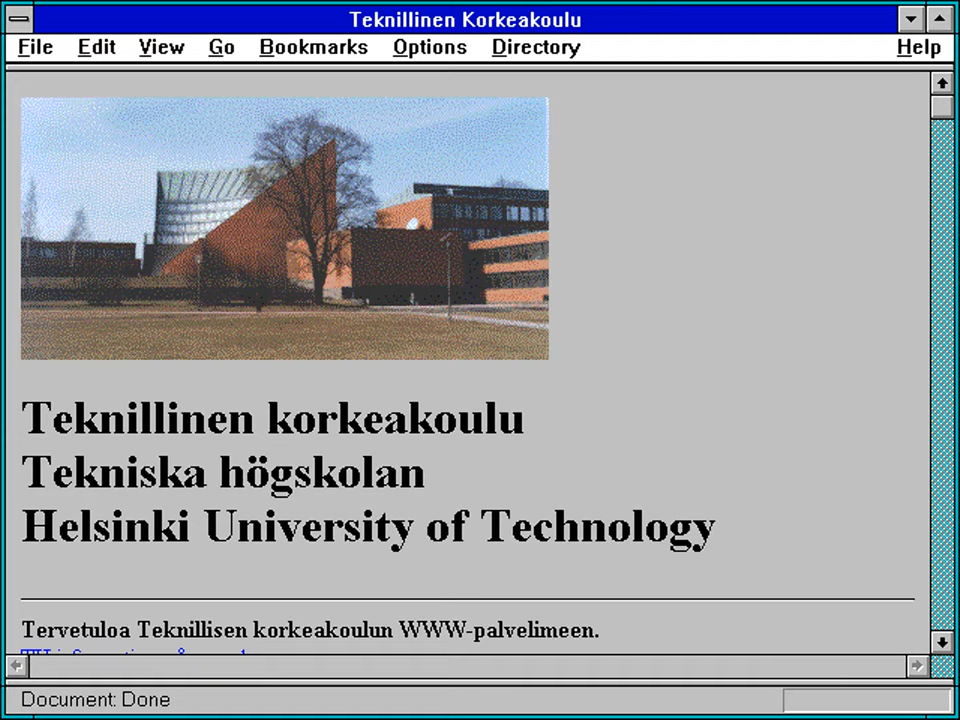 Teknillinen Korkeakoulu
File Edit View Go Bookmarks Options Directory Help
Teknillinen korkeakoulu
Tekniska högskolan
Helsinki University of Technology
Tervetuloa Teknillisen korkeakoulun WWW-palvelimeen.
Document: Done